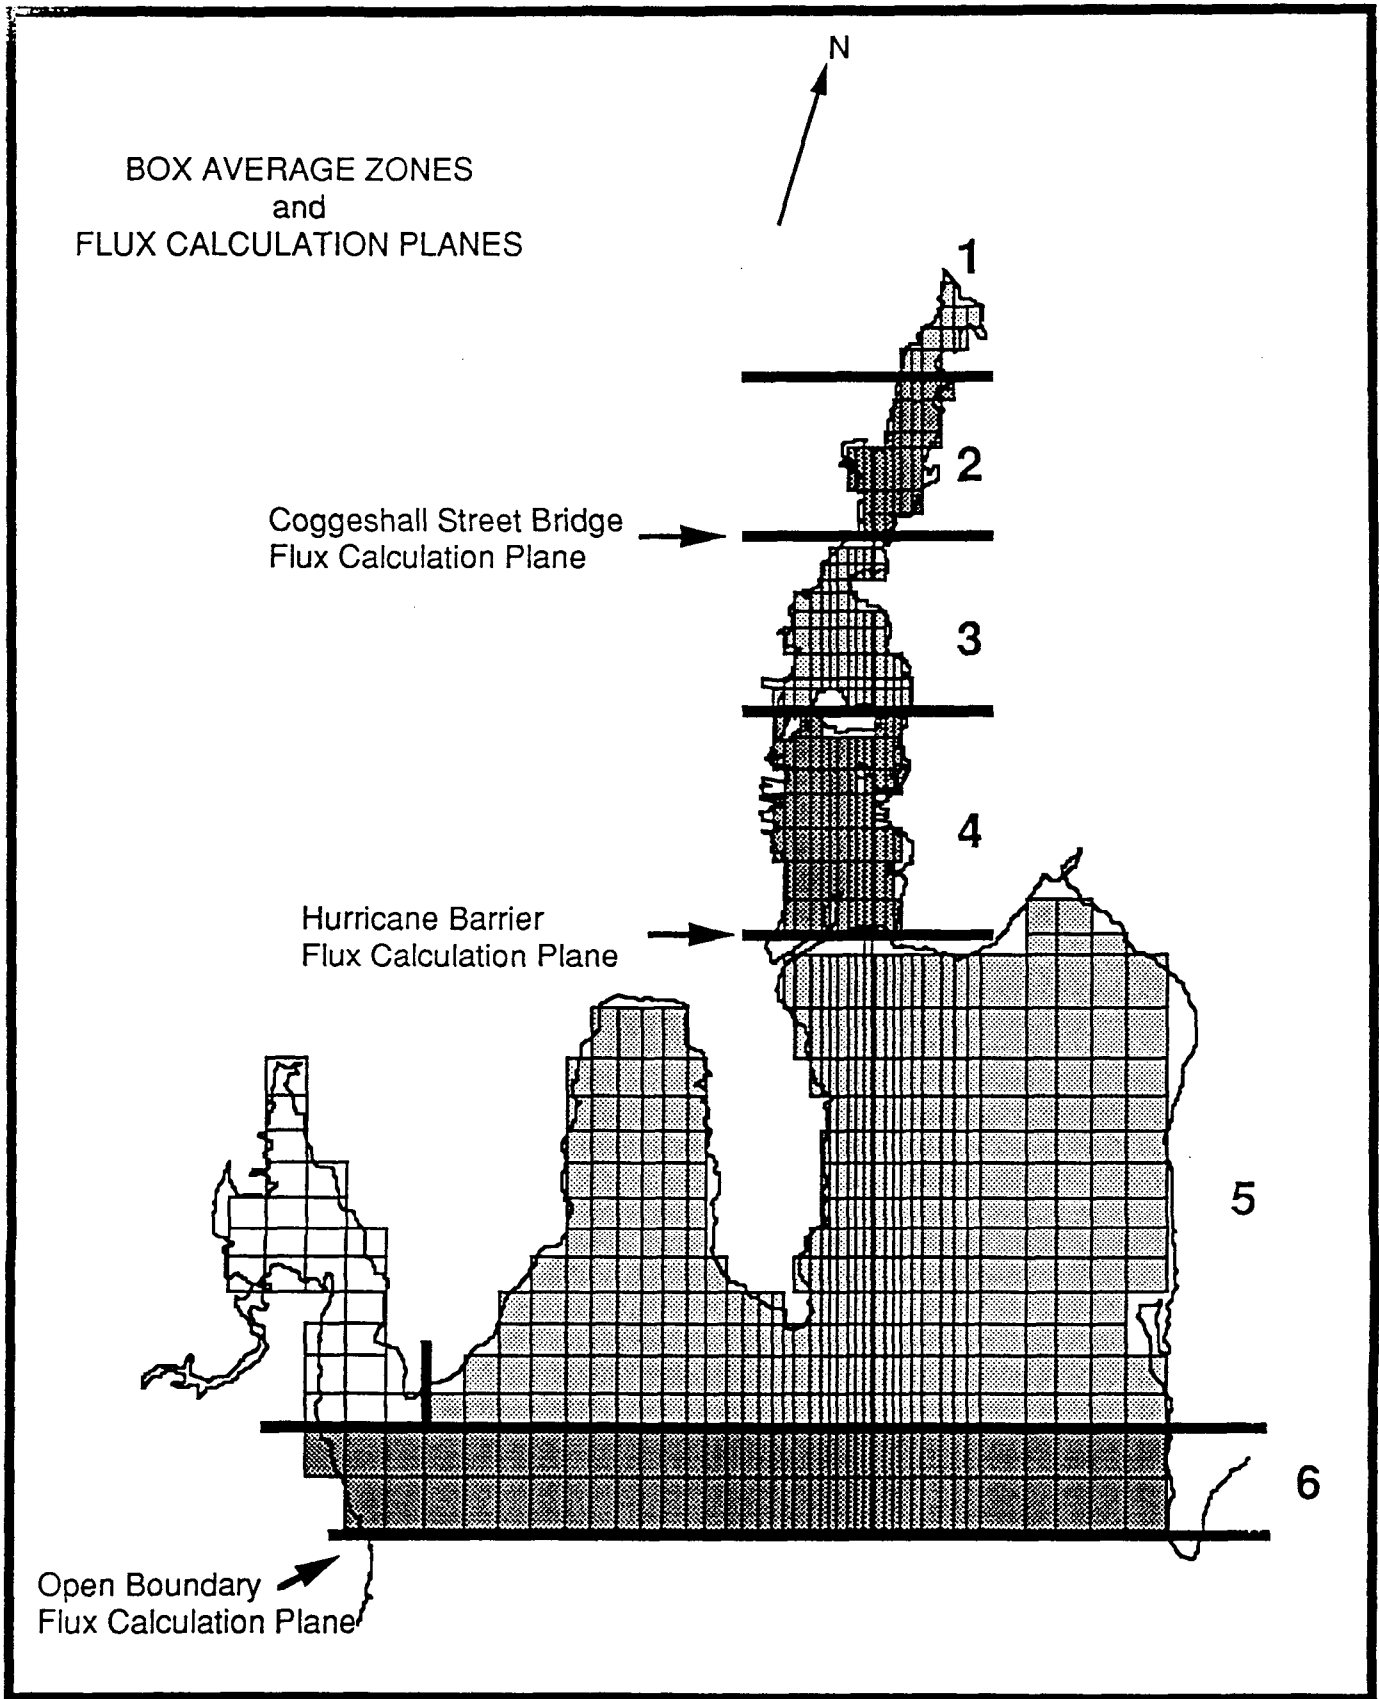 N
BOX AVERAGE ZONES
and
FLUX CALCULATION PLANES
1
2
Coggeshall Street Bridge
Flux Calculation Plane
3
4
Hurricane Barrier
Flux Calculation Plane
5
6
Open Boundary
Flux Calculation Plane